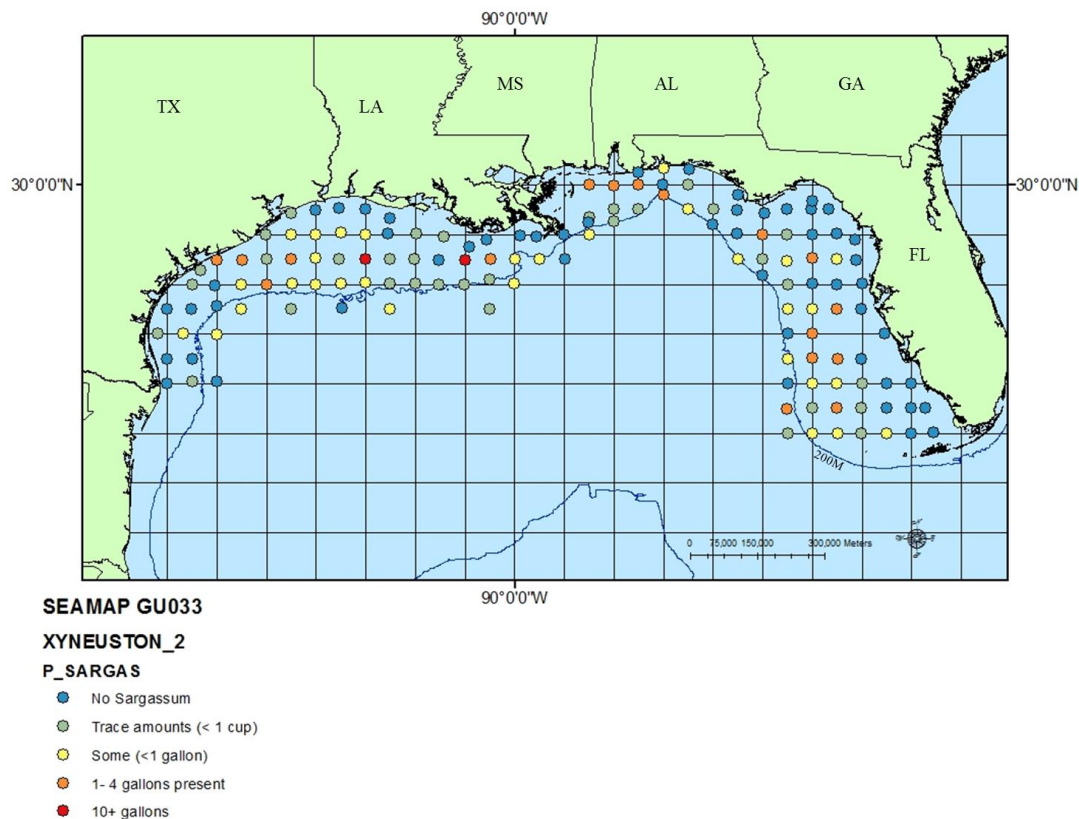 90°0'0"W
TX
LA
MS
AL
GA
30°0'0"N
30°0'0"N
FL
200M
0 75,000 150,000 300,000 Meters
90°0'0"W
SEAMAP GU033
XYNEUSTON_2
P_SARGAS
No Sargassum
Trace amounts (< 1 cup)
Some (<1 gallon)
1- 4 gallons present
10+ gallons